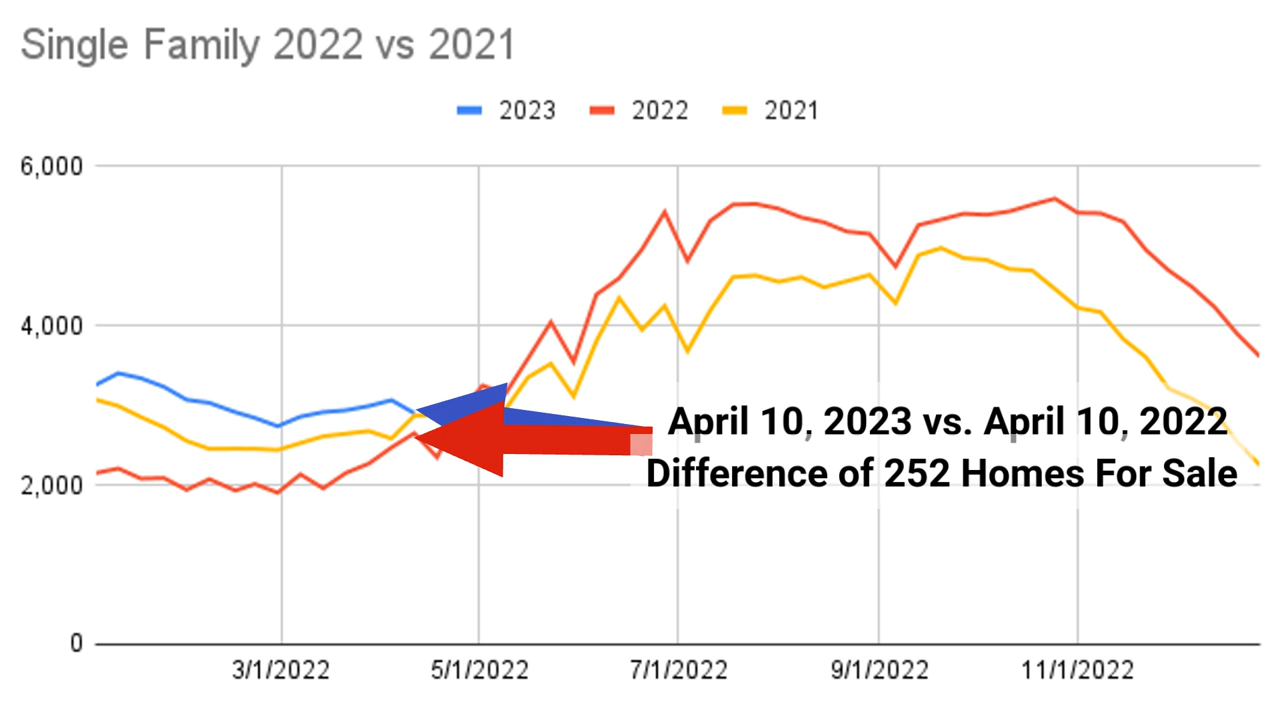 Single Family 2022 vs 2021
2023 2022 2021
6,000
4,000
2,000
0
April 10, 2023 vs. April 10, 2022
Difference of 252 Homes For Sale
3/1/2022 5/1/2022 7/1/2022 9/1/2022 11/1/2022